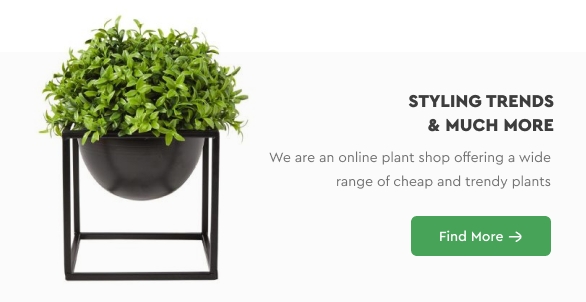 STYLING TRENDS
& MUCH MORE
We are an online plant shop offering a wide
range of cheap and trendy plants
Find More →